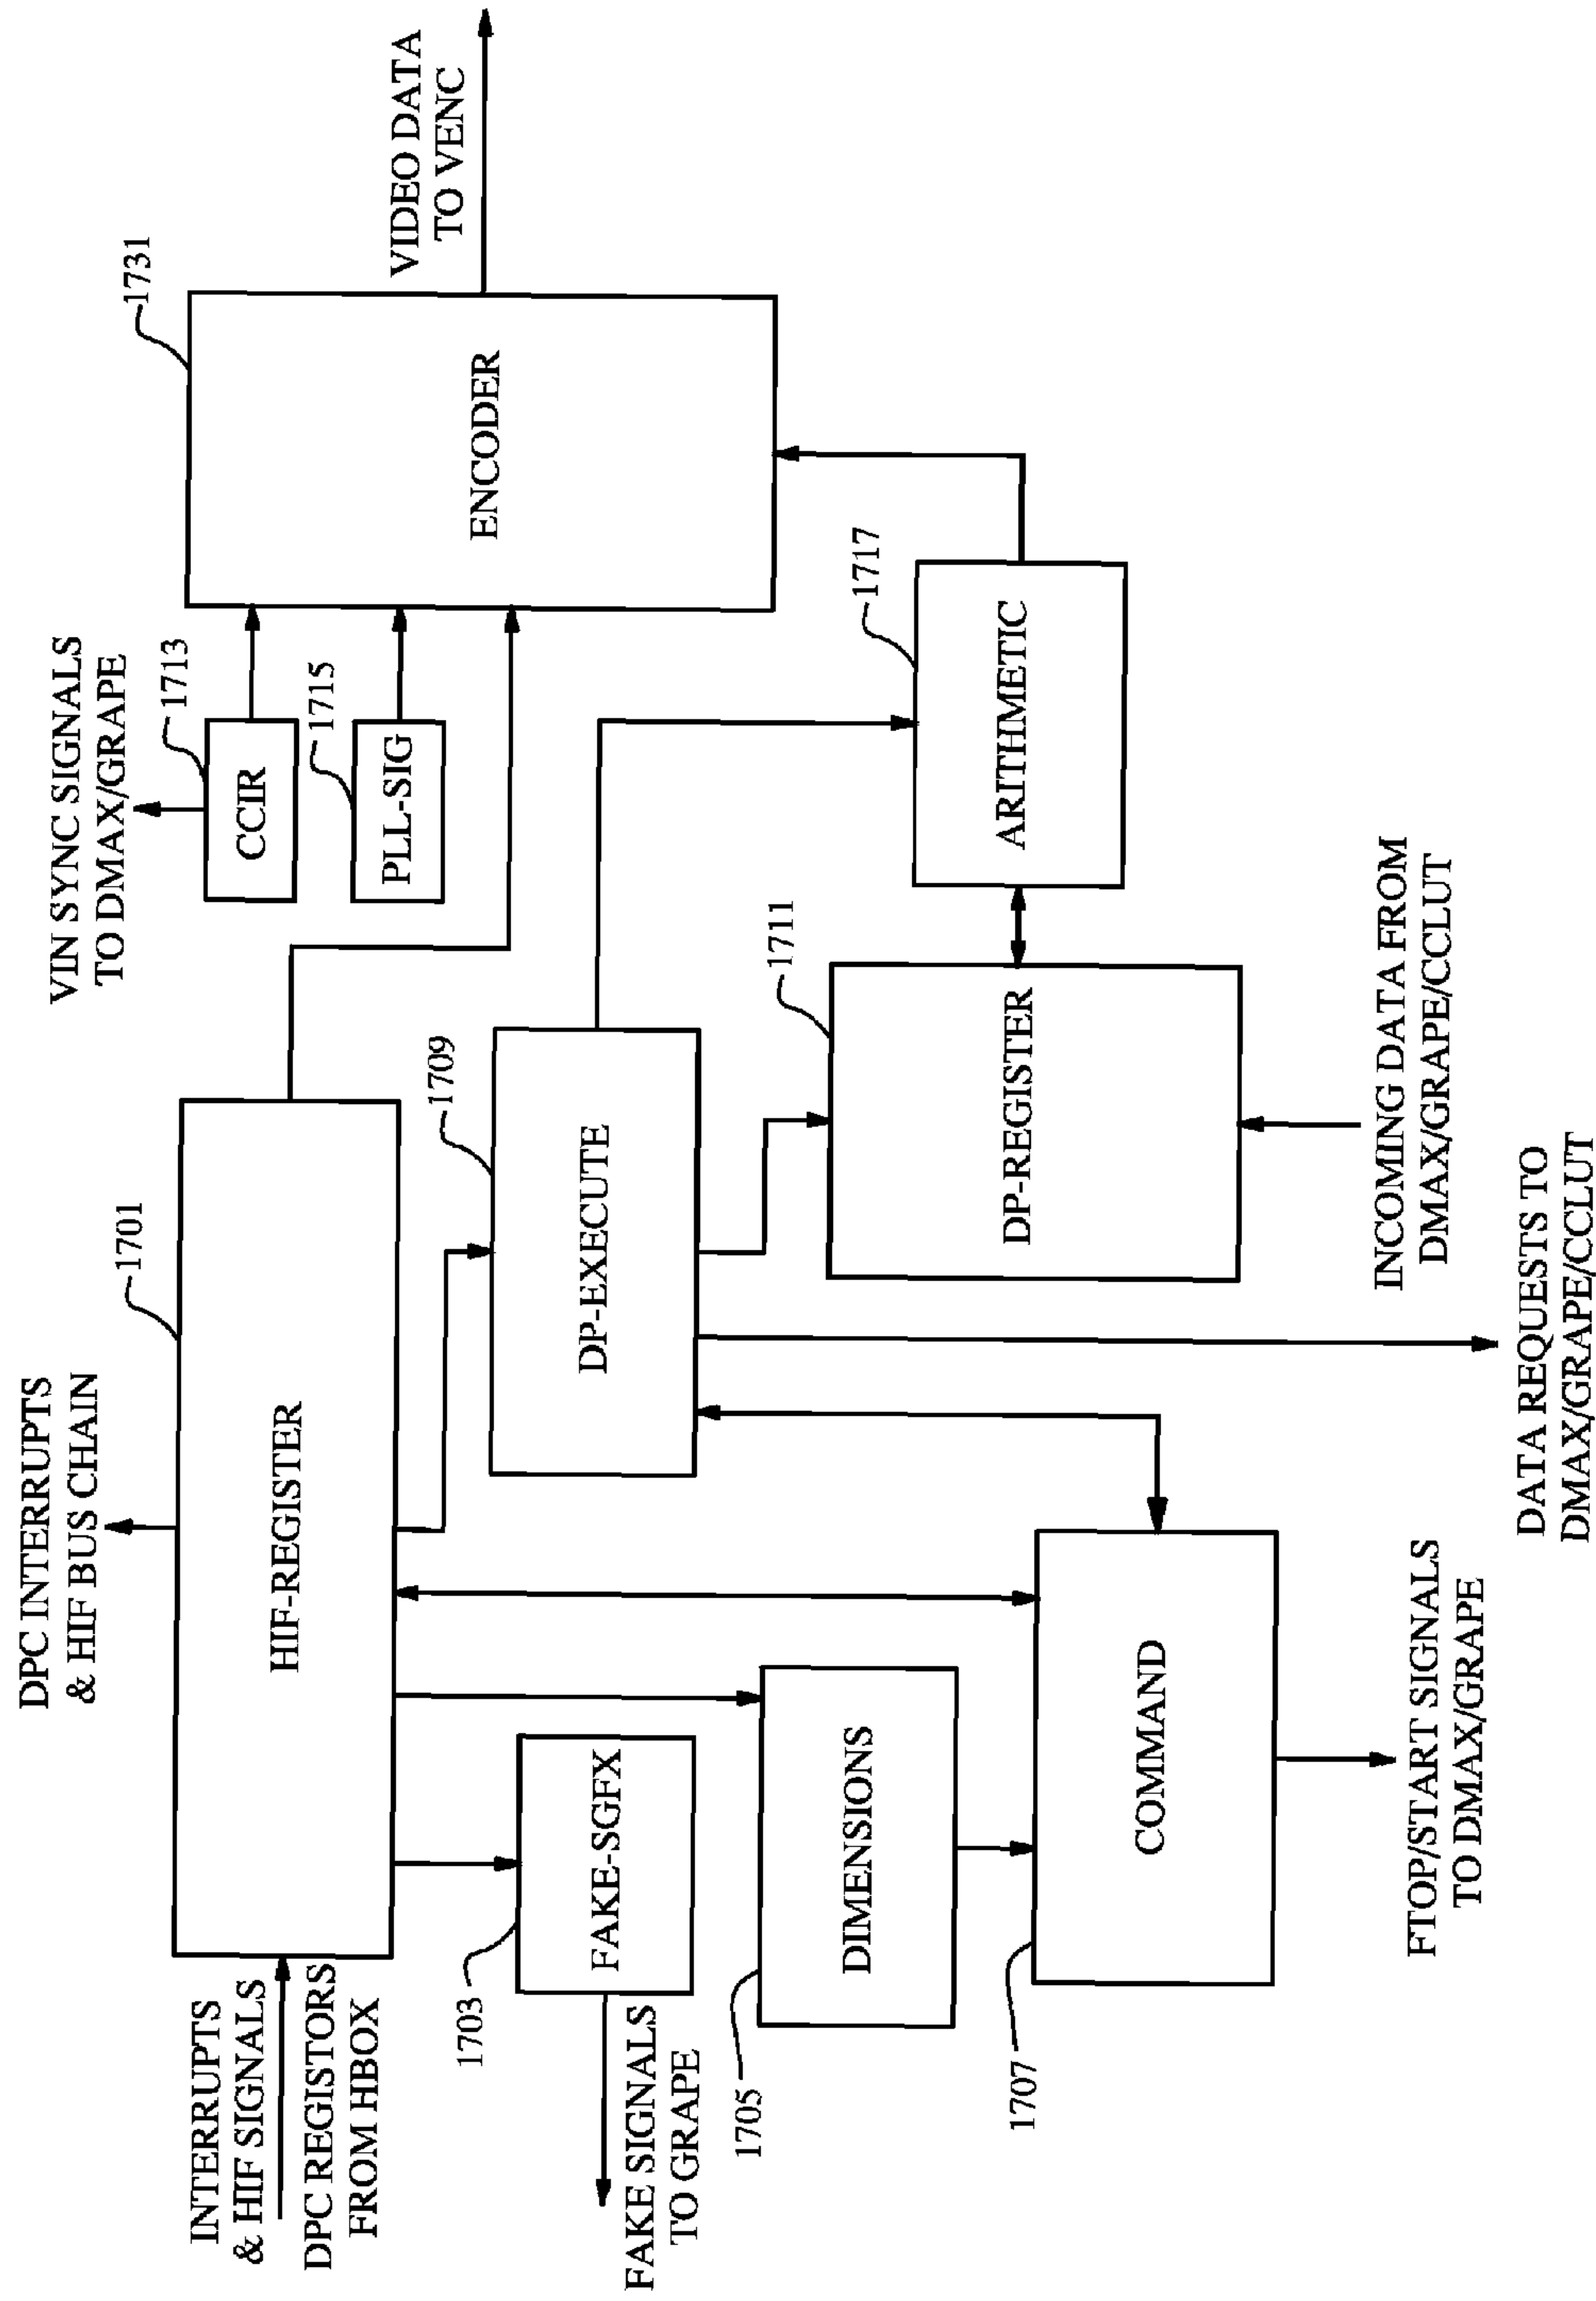 DPC INTERRUPTS
& HIF BUS CHAIN
VIN SYNC SIGNALS
TO DMAX/GRAPE
1701
1713
1731
INTERRUPTS
& HIF SIGNALS
DPC REGISTORS
FROM HBOX
HIF-REGISTER
CCIR
1715
PLL-SIG
ENCODER
VIDEO DATA
TO VENC
1703
FAKE-SGFX
1709
DP-EXECUTE
FAKE SIGNALS
TO GRAPE
1705
DIMENSIONS
1711
DP-REGISTER
1717
ARITHMETIC
1707
COMMAND
INCOMING DATA FROM
DMAX/GRAPE/CCLUT
FTOP/START SIGNALS
TO DMAX/GRAPE
DATA REQUESTS TO
DMAX/GRAPE/CCLUT